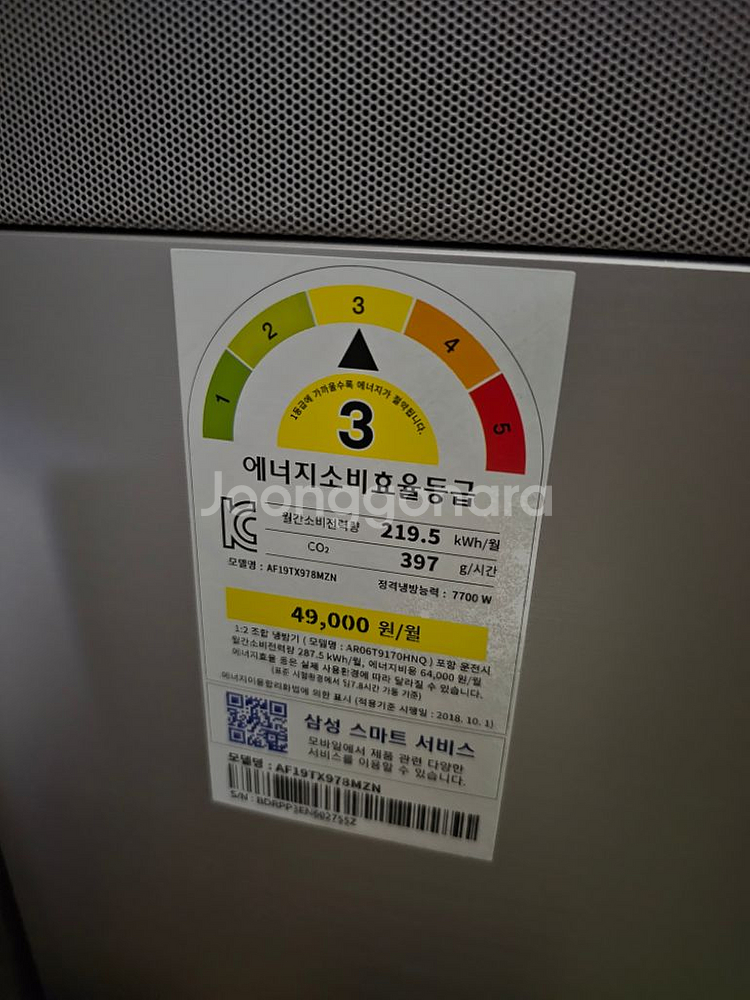 1
2
3
4
5
1등급에 가까울수록 에너지가 절약됩니다.
3
에너지소비효율등급
Joonggonara
월간소비전력량 219.5 kWh/월
CO₂ 397 g/시간
모델명 : AF19TX978MZN
정격냉방능력 : 7700 W
49,000 원/월
1:2 조합 냉방기 ( 모델명 : AR06T9170HNQ ) 포함 운전시
월간소비전력량 287.5 kWh/월, 에너지비용 64,000 원/월
에너지효율 등은 실제 사용환경에 따라 달라질 수 있습니다.
(표준 시험환경에서 일7.8시간 가동 기준)
에너지이용합리화법에 의한 표시 (적용기준 시행일 : 2018. 10. 1)
삼성 스마트 서비스
모바일에서 제품 관련 다양한
서비스를 이용할 수 있습니다.
모델명 : AF19TX978MZN
S/N :